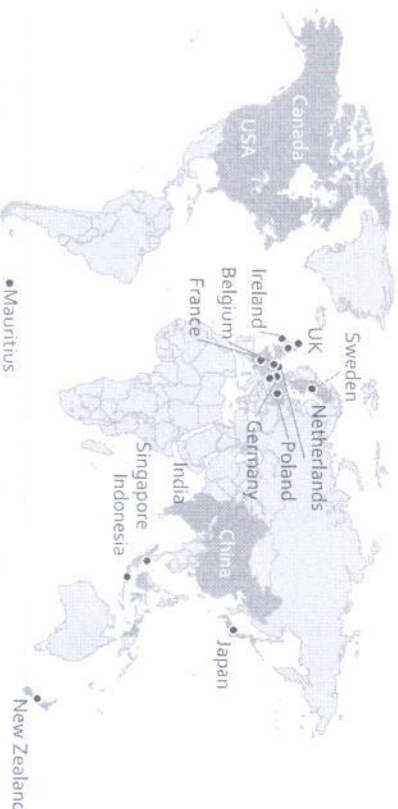 Canada
USA
Sweden
UK
Ireland
Netherlands
Belgium
Poland
France
Germany
China
Japan
India
Singapore
Indonesia
Mauritius
New Zealand